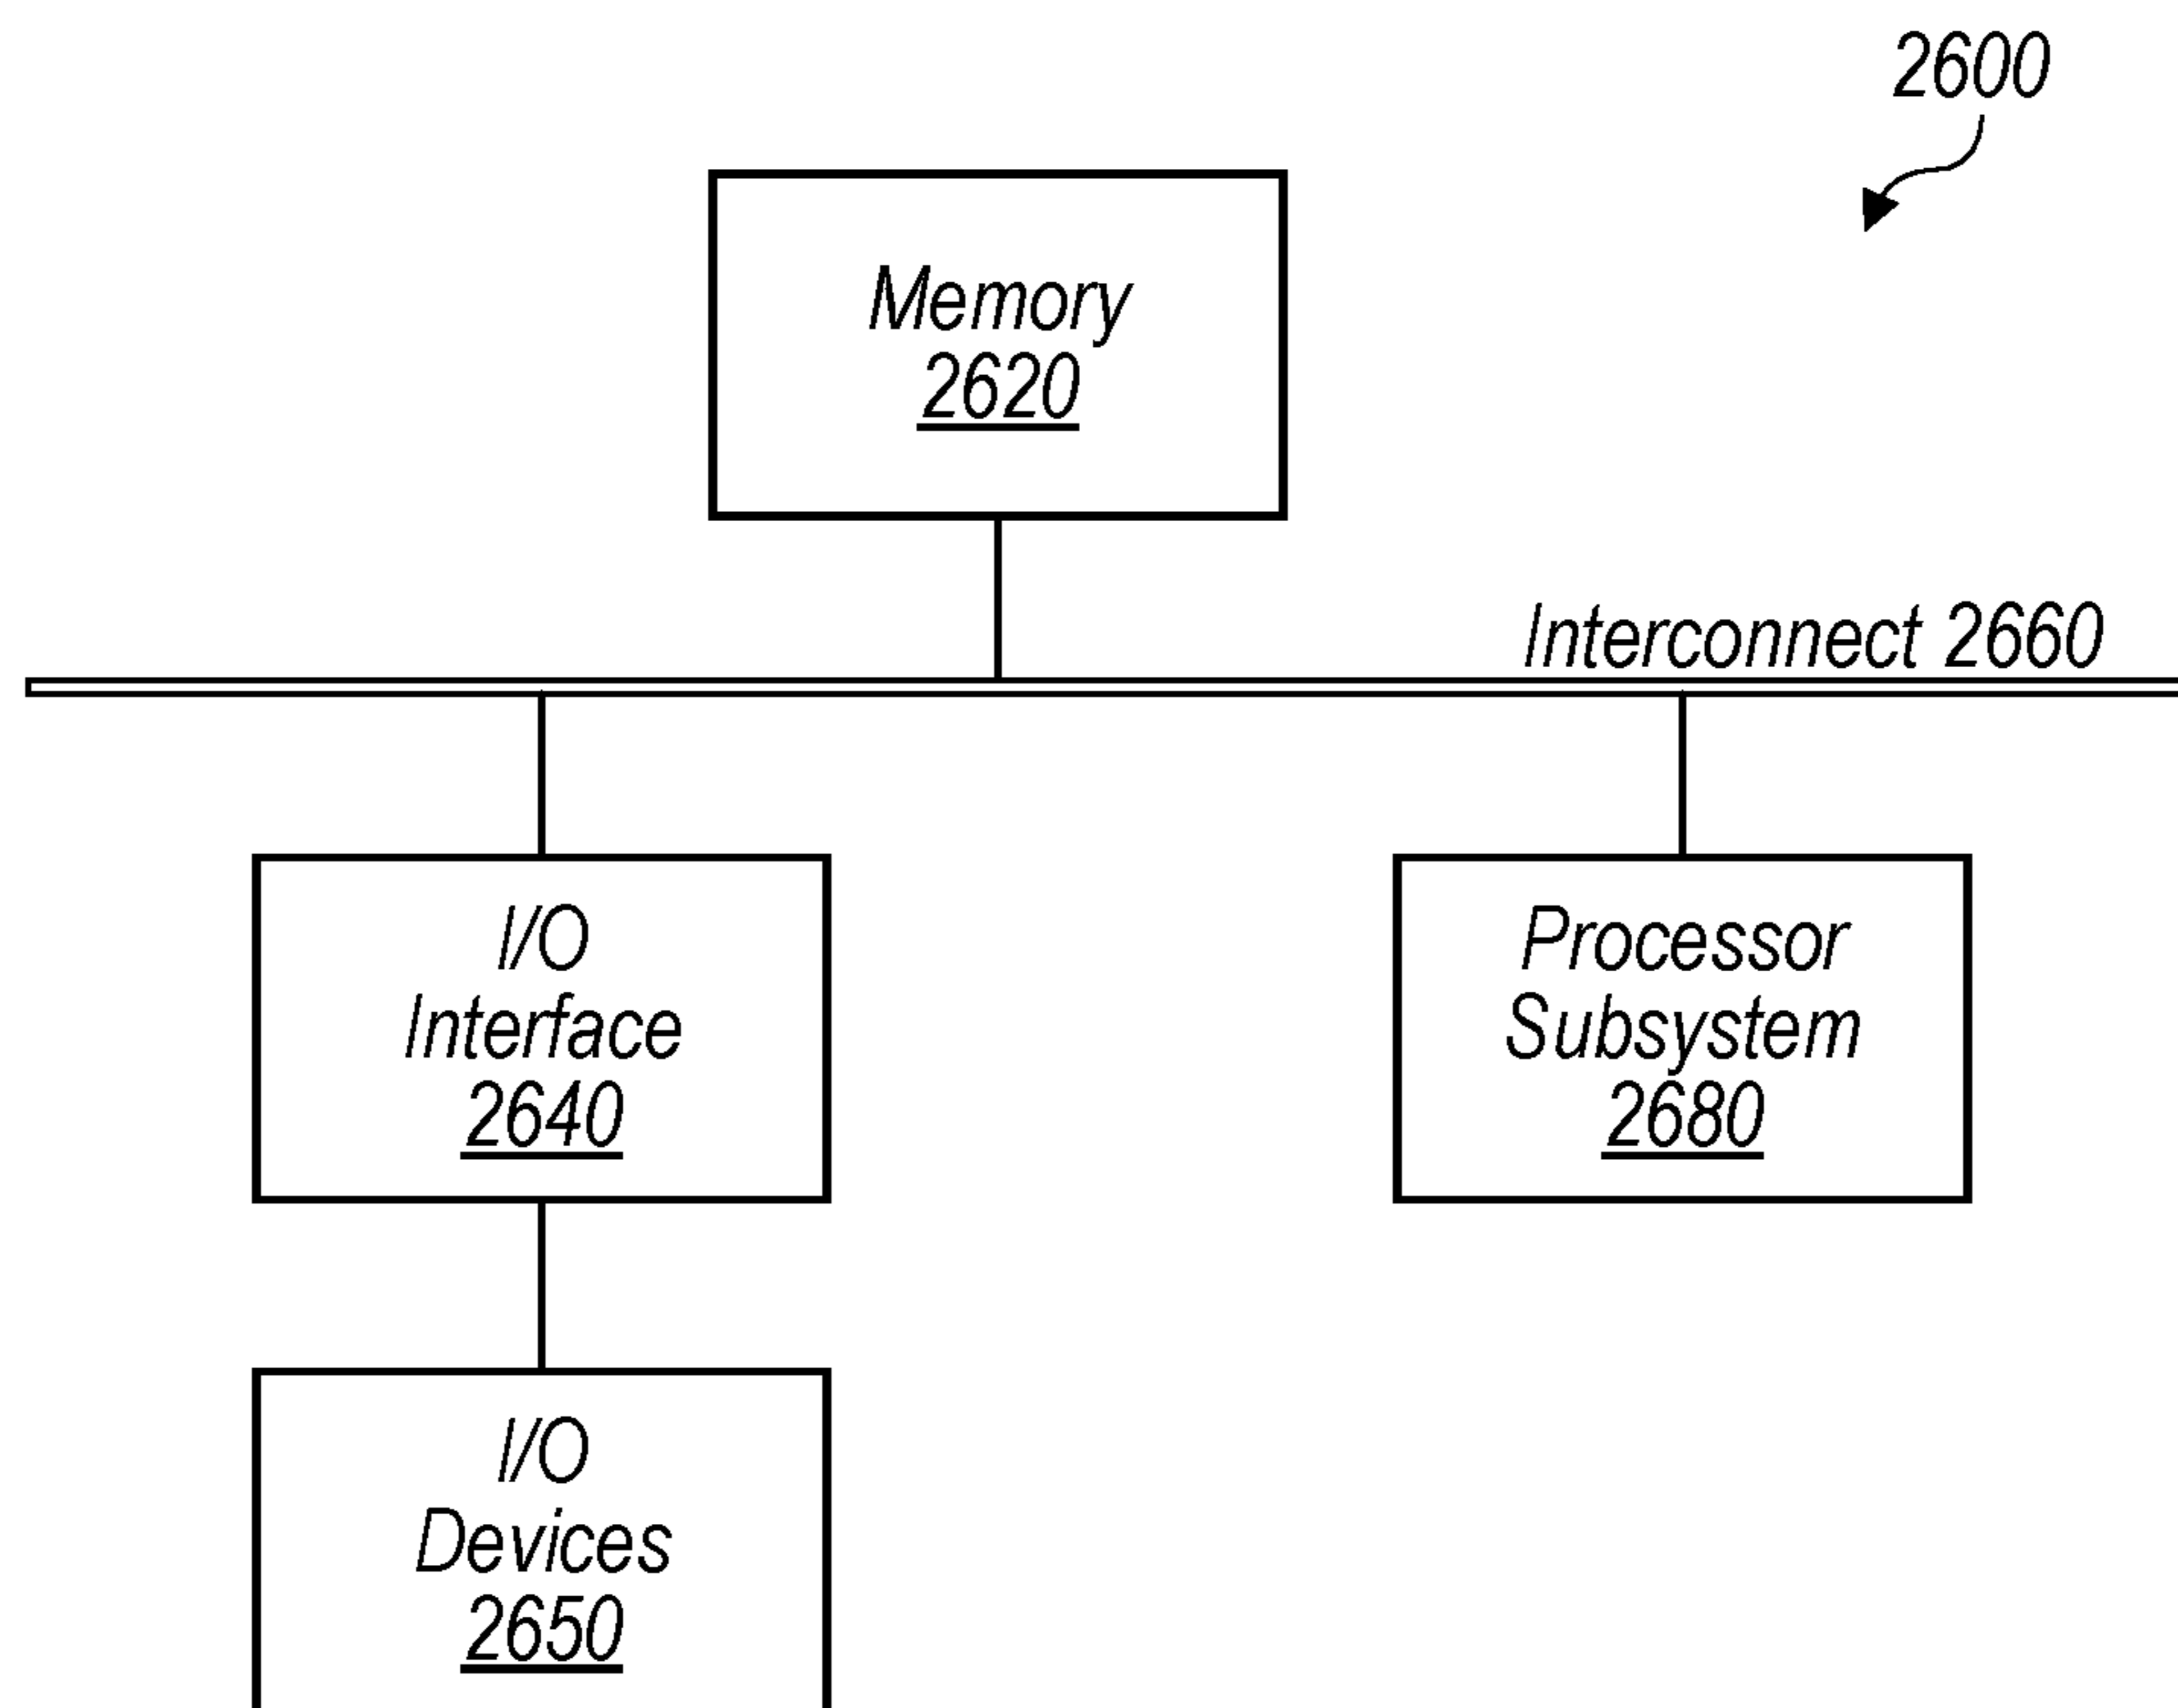 2600
Memory
2620
Interconnect 2660
I/O
Interface
2640
Processor
Subsystem
2680
I/O
Devices
2650